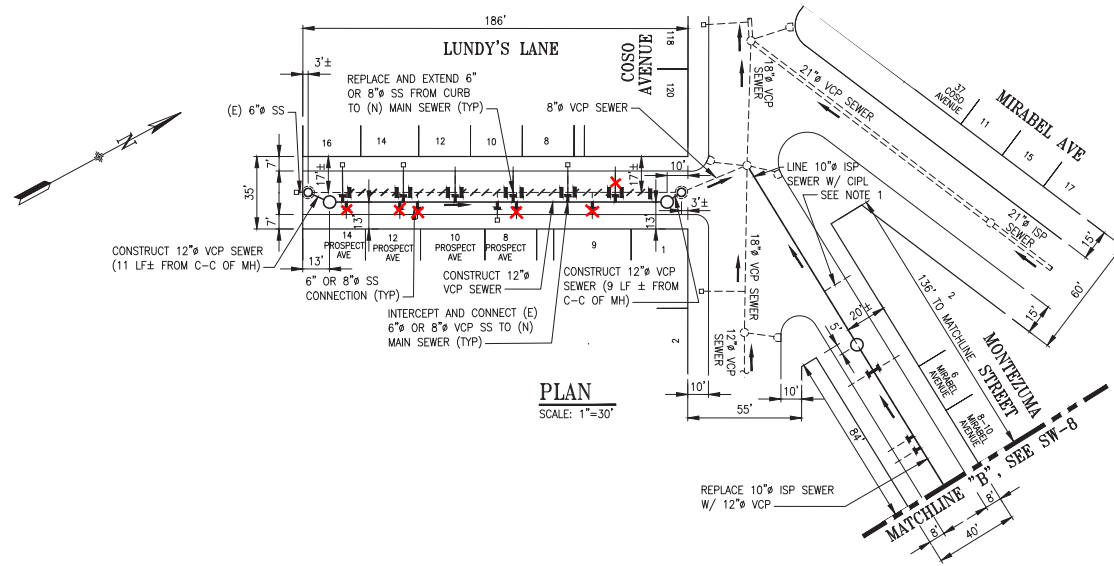 186'
LUNDY'S LANE
3'±
REPLACE AND EXTEND 6"
OR 8"ø SS FROM CURB
TO (N) MAIN SEWER (TYP)
(E) 6"ø SS
COSO
AVENUE
118
120
8"ø VCP SEWER
18"ø VCP
SEWER
21"ø VCP SEWER
37
COSO
AVENUE
11
15
17
MIRABEL AVE
N
16
14
12
10
8
7'
35'
7'
17'±
17'±
10'
3'±
13'
13'
LINE 10"ø ISP
SEWER W/ CIPL
SEE NOTE 1
21"ø ISP
SEWER
15'
60'
15'
14
PROSPECT
AVE
12
PROSPECT
AVE
10
PROSPECT
AVE
8
PROSPECT
AVE
9
1
2
CONSTRUCT 12"ø VCP SEWER
(11 LF± FROM C-C OF MH)
13'
6" OR 8"ø SS
CONNECTION (TYP)
CONSTRUCT 12"ø
VCP SEWER
CONSTRUCT 12"ø VCP
SEWER (9 LF ± FROM
C-C OF MH)
INTERCEPT AND CONNECT (E)
6"ø OR 8"ø VCP SS TO (N)
MAIN SEWER (TYP)
18"ø VCP SEWER
12"ø VCP
SEWER
2
136' TO MATCHLINE
20'±
5'
6
MIRABEL
AVENUE
8-10
MIRABEL
AVENUE
MONTEZUMA
STREET
PLAN
SCALE: 1"=30'
10'
10'
55'
84'
REPLACE 10"ø ISP SEWER
W/ 12"ø VCP
MATCHLINE "B", SEE SW-8
8'
8'
40'